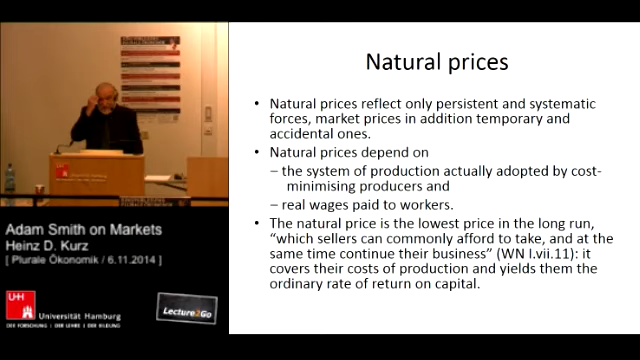 Natural prices
• Natural prices reflect only persistent and systematic
forces, market prices in addition temporary and
accidental ones.
• Natural prices depend on
– the system of production actually adopted by cost-
minimising producers and
– real wages paid to workers.
• The natural price is the lowest price in the long run,
“which sellers can commonly afford to take, and at the
same time continue their business” (WN I.vii.11): it
covers their costs of production and yields them the
ordinary rate of return on capital.
Adam Smith on Markets
Heinz D. Kurz
[ Plurale Ökonomik / 6.11.2014 ]
UH
Universität Hamburg
DER FORSCHUNG | DER LEHRE | DER BILDUNG
Lecture2Go